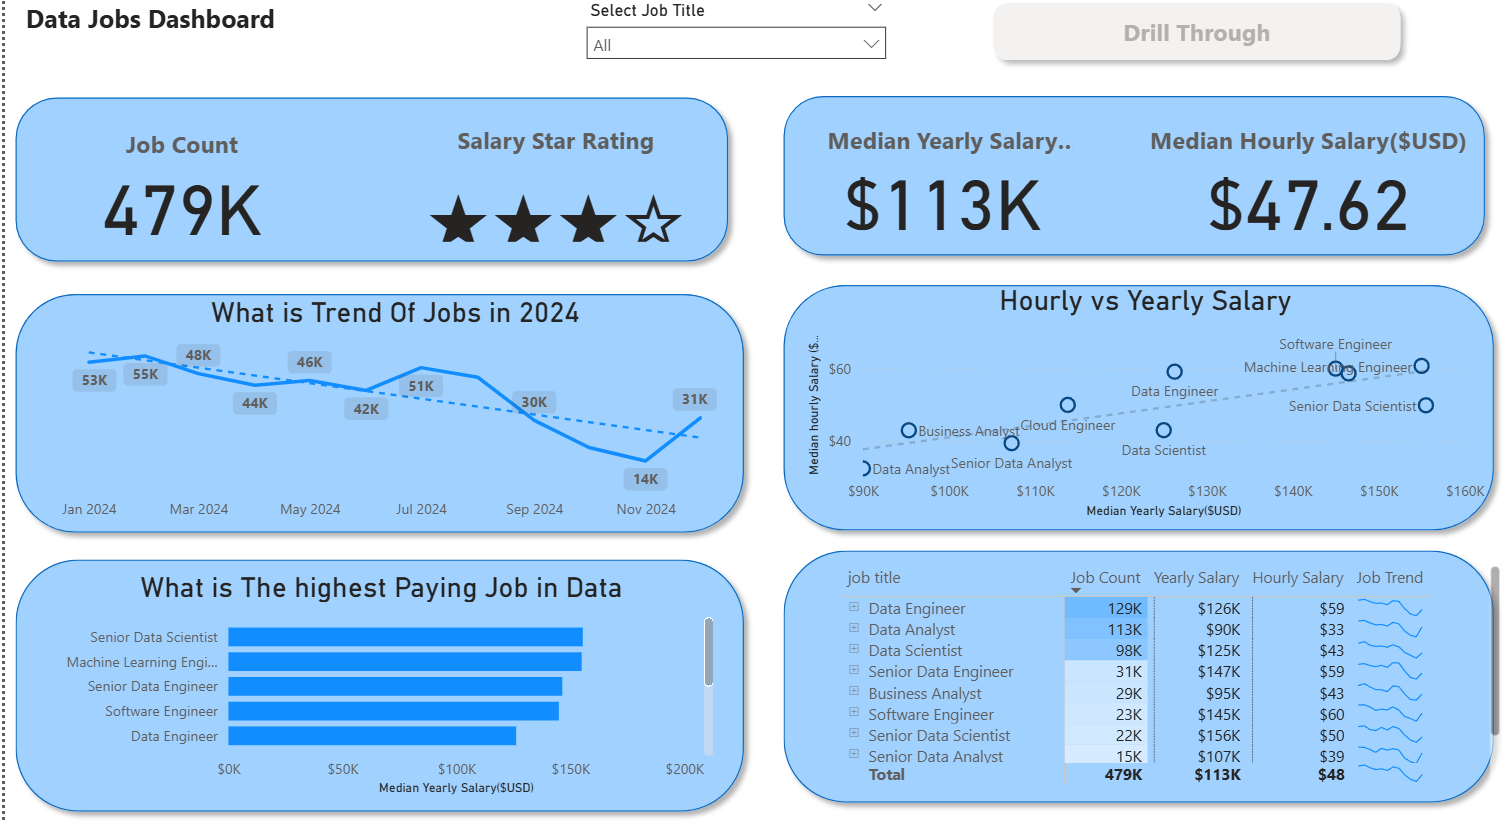 Data Jobs Dashboard
Select Job Title
All
Drill Through
Job Count
479K
Salary Star Rating
★★★☆
Median Yearly Salary..
$113K
Median Hourly Salary($USD)
$47.62
What is Trend Of Jobs in 2024
53K
55K
48K
44K
46K
42K
51K
30K
14K
31K
Jan 2024
Mar 2024
May 2024
Jul 2024
Sep 2024
Nov 2024
Hourly vs Yearly Salary
Median hourly Salary ($...
$60
$40
Software Engineer
Machine Learning Engineer
Data Engineer
Senior Data Scientist
Business Analyst
Cloud Engineer
Data Scientist
Data Analyst
Senior Data Analyst
$90K
$100K
$110K
$120K
$130K
$140K
$150K
$160K
Median Yearly Salary($USD)
What is The highest Paying Job in Data
Senior Data Scientist
Machine Learning Engi...
Senior Data Engineer
Software Engineer
Data Engineer
$0K
$50K
$100K
$150K
$200K
Median Yearly Salary($USD)
job title Job Count Yearly Salary Hourly Salary Job Trend
Data Engineer 129K $126K $59
Data Analyst 113K $90K $33
Data Scientist 98K $125K $43
Senior Data Engineer 31K $147K $59
Business Analyst 29K $95K $43
Software Engineer 23K $145K $60
Senior Data Scientist 22K $156K $50
Senior Data Analyst 15K $107K $39
Total 479K $113K $48